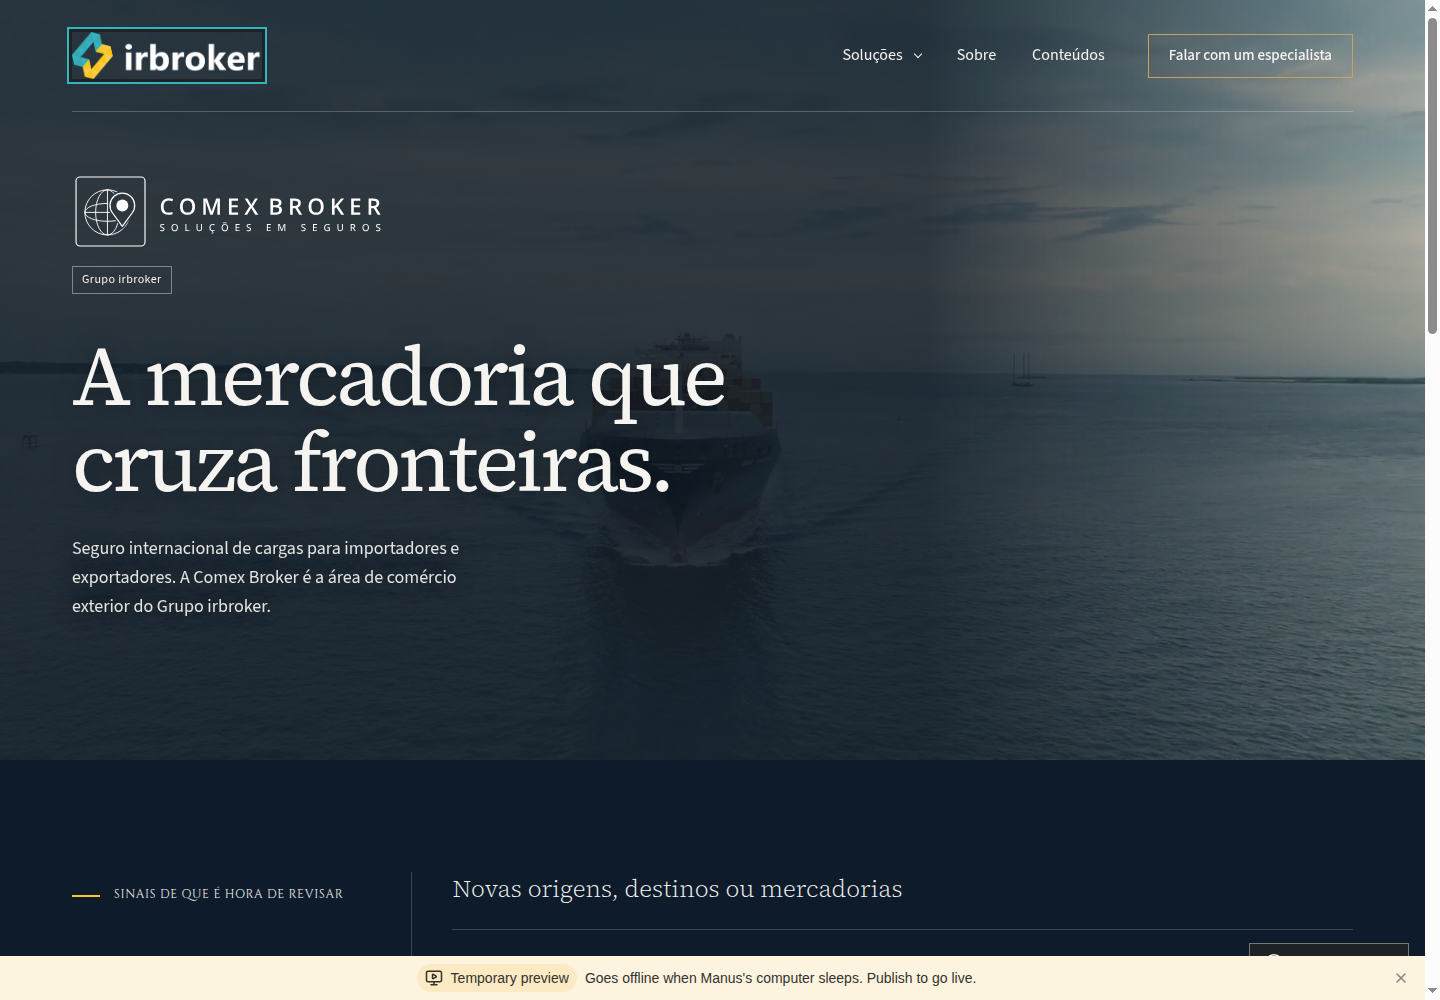 irbroker
Soluções
Sobre
Conteúdos
Falar com um especialista
COMEX BROKER
SOLUÇÕES EM SEGUROS
Grupo irbroker
A mercadoria que
cruza fronteiras.
Seguro internacional de cargas para importadores e
exportadores. A Comex Broker é a área de comércio
exterior do Grupo irbroker.
SINAIS DE QUE É HORA DE REVISAR
Novas origens, destinos ou mercadorias
Temporary preview
Goes offline when Manus's computer sleeps. Publish to go live.